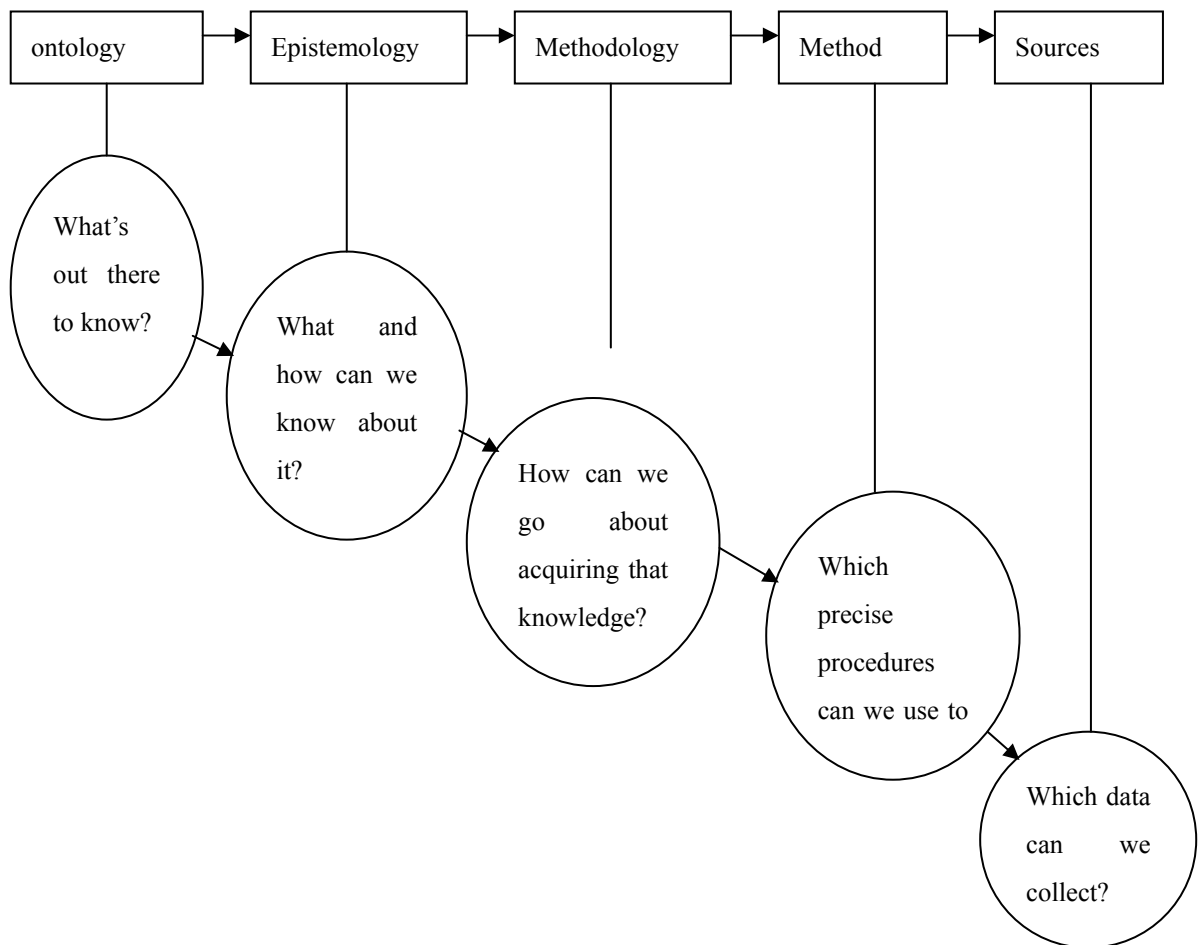 ontology
Epistemology
Methodology
Method
Sources
What’s
out there
to know?
What and
how can we
know about
it?
How can we
go about
acquiring that
knowledge?
Which
precise
procedures
can we use to
Which data
can we
collect?